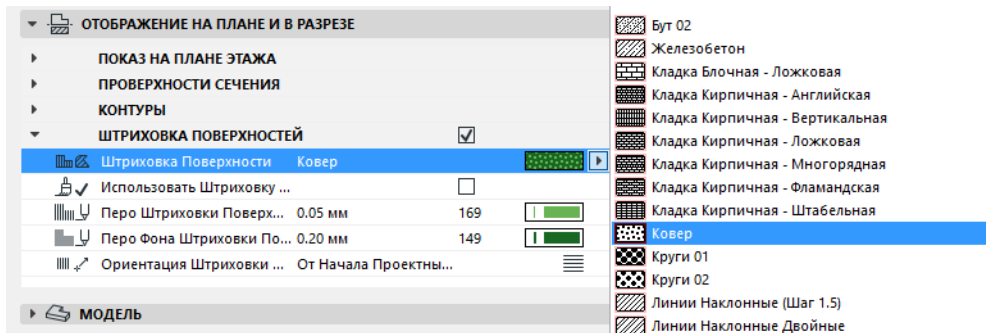 ОТОБРАЖЕНИЕ НА ПЛАНЕ И В РАЗРЕЗЕ
ПОКАЗ НА ПЛАНЕ ЭТАЖА
ПРОВЕРХНОСТИ СЕЧЕНИЯ
КОНТУРЫ
ШТРИХОВКА ПОВЕРХНОСТЕЙ
Штриховка Поверхности Ковер
Использовать Штриховку ...
Перо Штриховки Поверх... 0.05 мм 169
Перо Фона Штриховки По... 0.20 мм 149
Ориентация Штриховки ... От Начала Проектны...
МОДЕЛЬ
Бут 02
Железобетон
Кладка Блочная - Ложковая
Кладка Кирпичная - Английская
Кладка Кирпичная - Вертикальная
Кладка Кирпичная - Ложковая
Кладка Кирпичная - Многорядная
Кладка Кирпичная - Фламандская
Кладка Кирпичная - Штабельная
Ковер
Круги 01
Круги 02
Линии Наклонные (Шаг 1.5)
Линии Наклонные Двойные